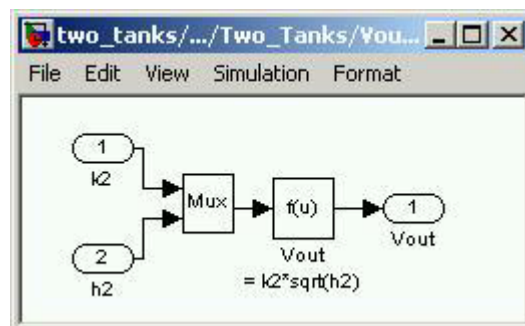 two_tanks/.../Two_Tanks/Vou...
File Edit View Simulation Format
1
k2
Mux
f(u)
1
Vout
2
h2
Vout
= k2*sqrt(h2)